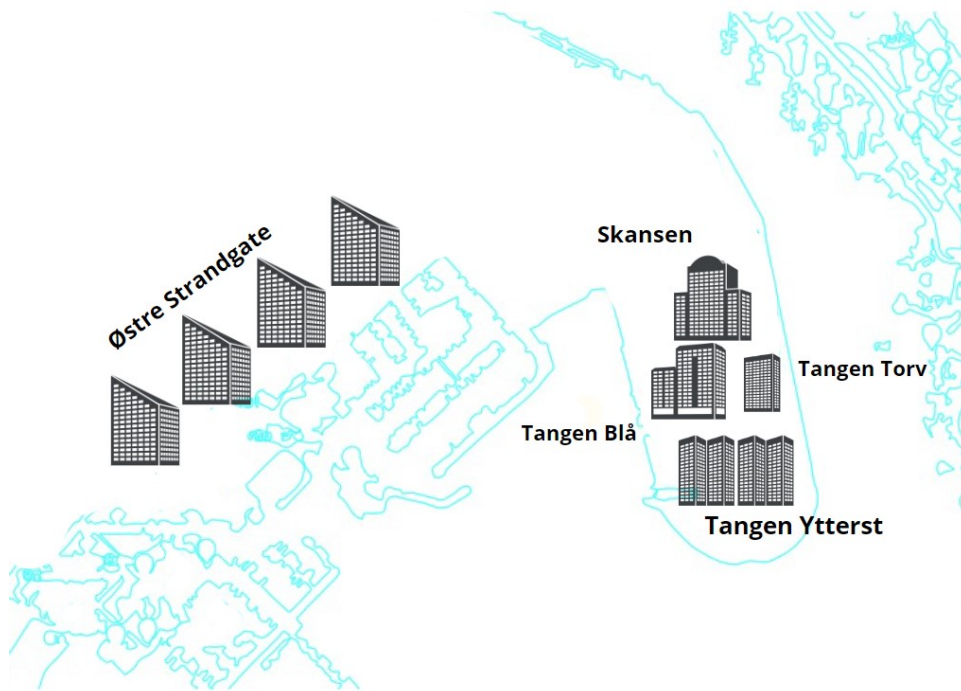 Østre Strandgate
Skansen
Tangen Torv
Tangen Blå
Tangen Ytterst